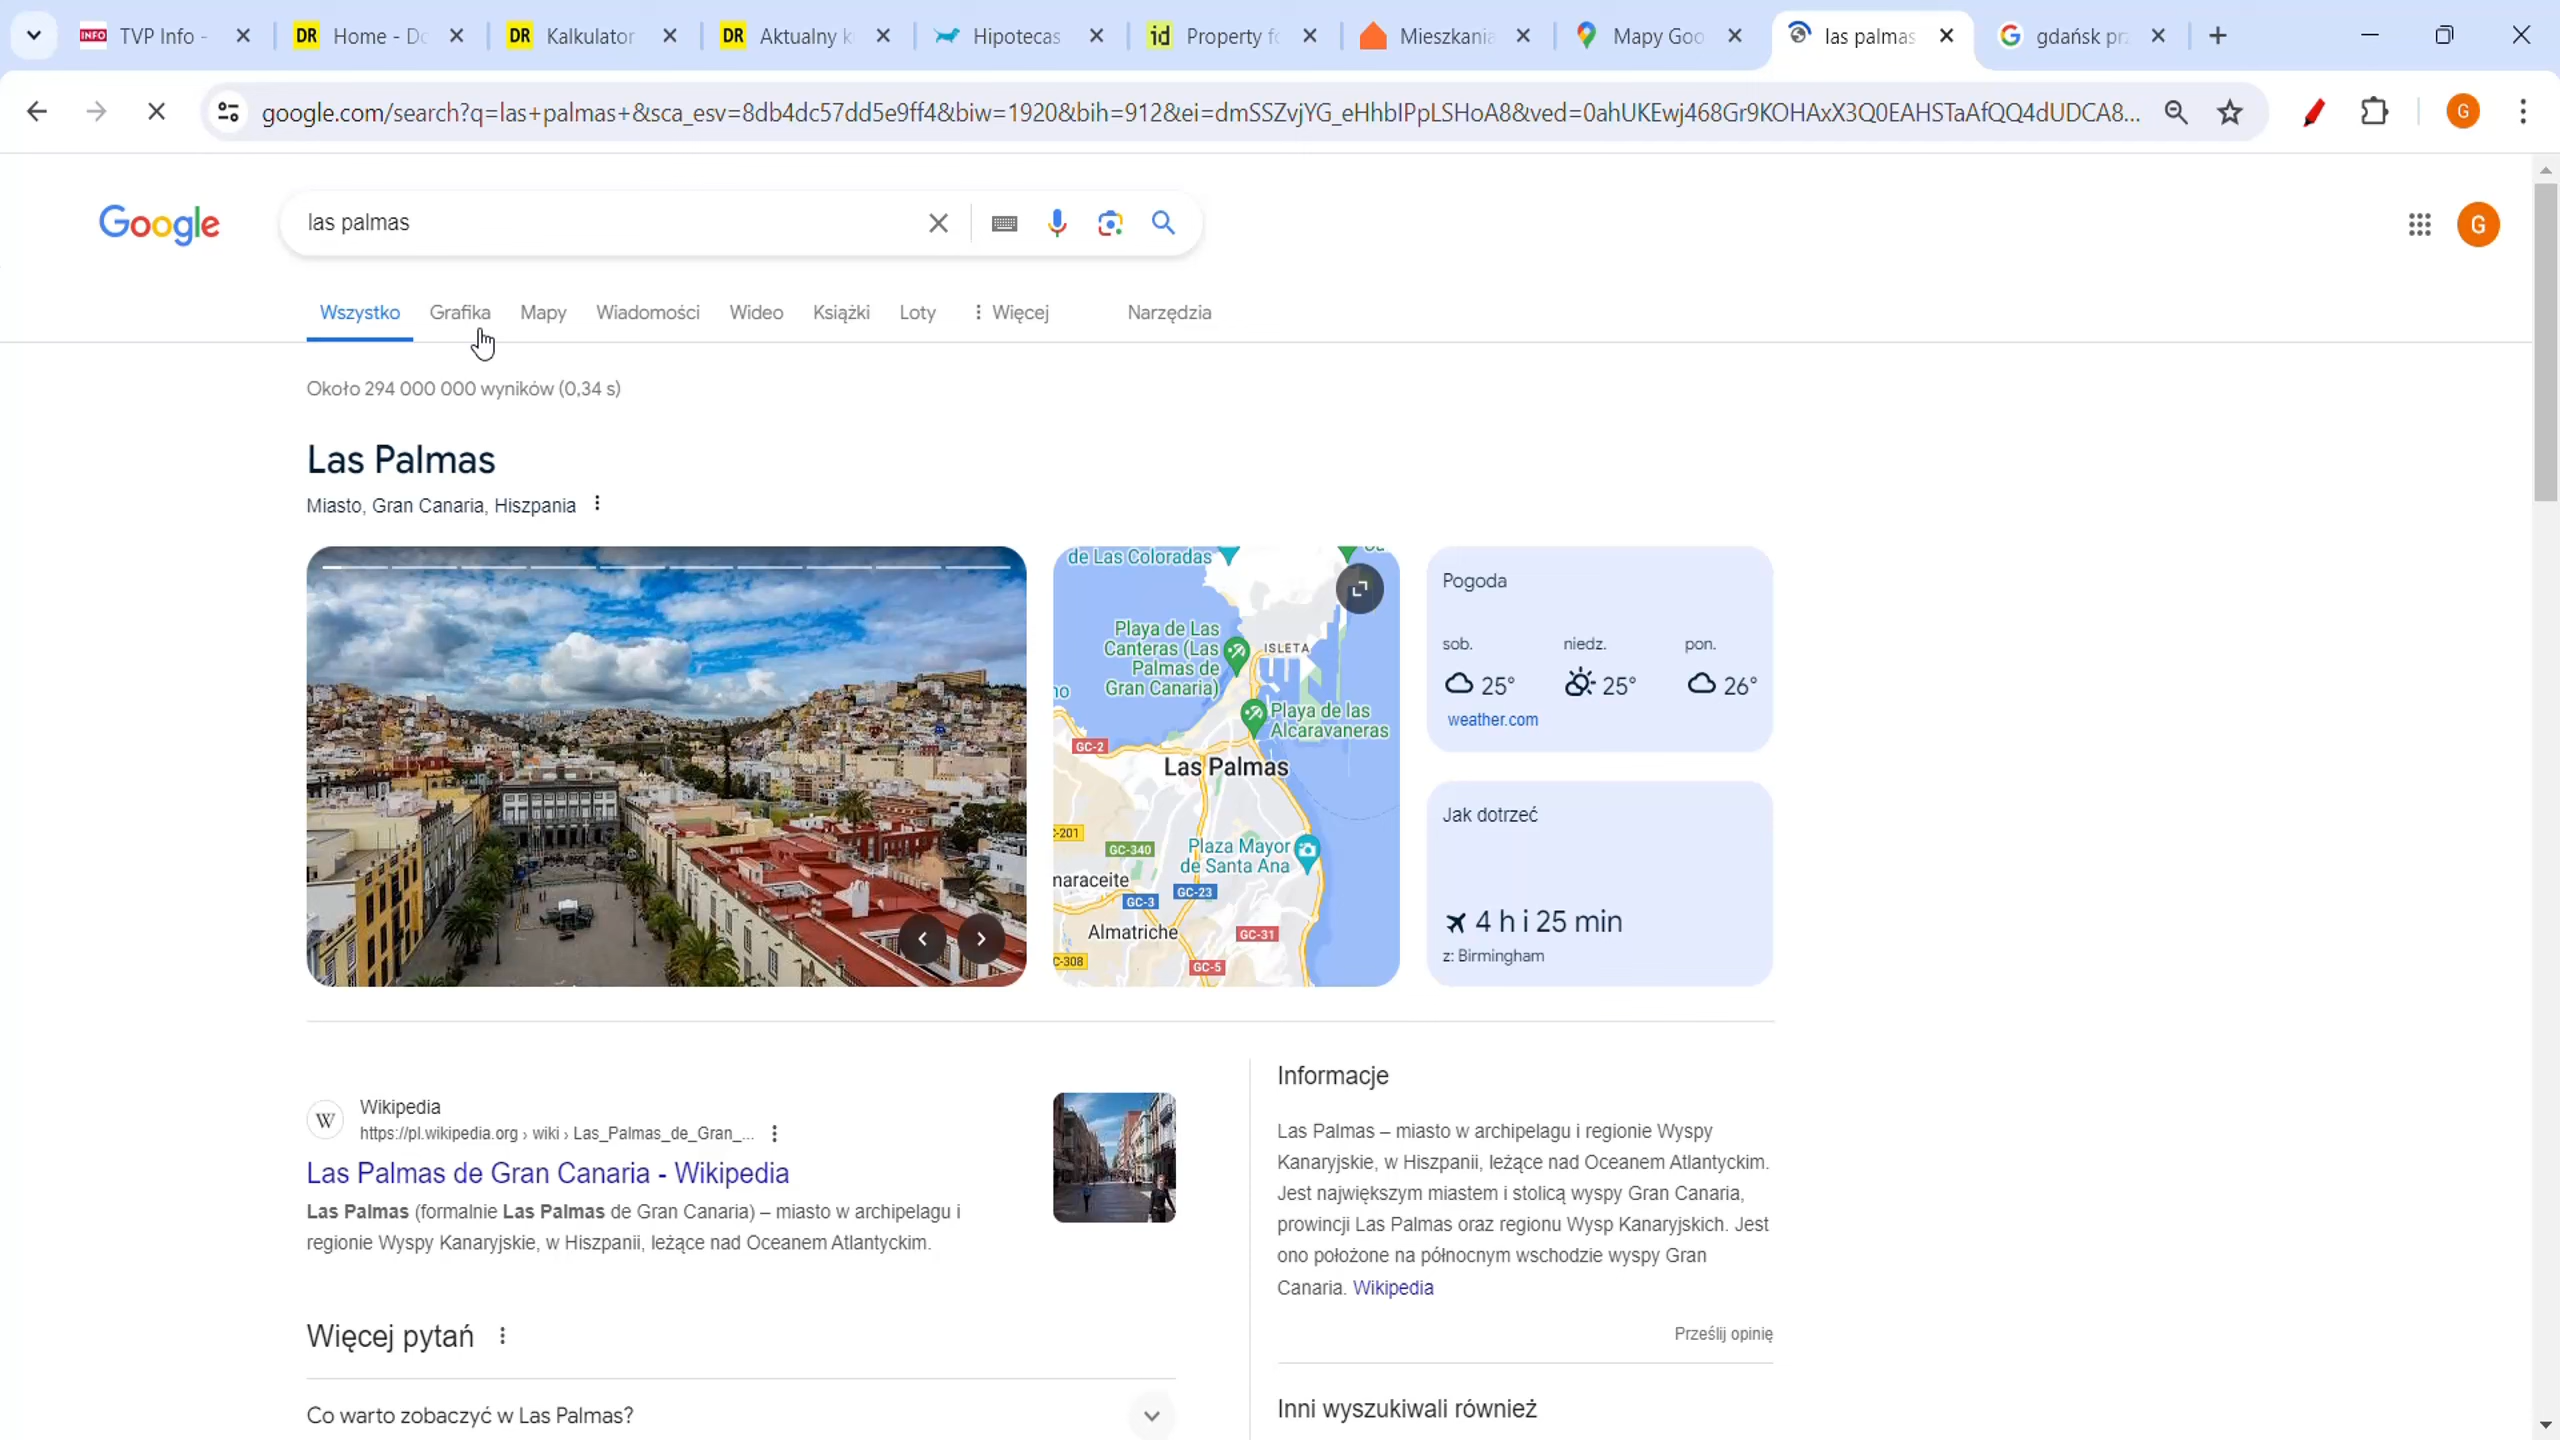 TVP Info -
DR Home - Do
DR Kalkulator
DR Aktualny k
Hipotecas
id Property fo
Mieszkania
Mapy Goo
las palmas
gdańsk prz
google.com/search?q=las+palmas+&sca_esv=8db4dc57dd5e9ff4&biw=1920&bih=912&ei=dmSSZvjYG_eHhbIPpLSHoA8&ved=0ahUKEwj468Gr9KOHAxX3Q0EAHSTaAfQQ4dUDCA8...
G
Google
las palmas
G
Wszystko
Grafika
Mapy
Wiadomości
Wideo
Książki
Loty
Więcej
Narzędzia
Około 294 000 000 wyników (0,34 s)
Las Palmas
Miasto, Gran Canaria, Hiszpania
de Las Coloradas
Playa de Las
Canteras (Las
Palmas de
Gran Canaria)
ISLETA
Playa de las
Alcaravaneras
GC-2
Las Palmas
Plaza Mayor
de Santa Ana
GC-340
naraceite
GC-23
GC-3
Almatriche
GC-31
GC-5
Pogoda
sob. niedz. pon.
25° 25° 26°
weather.com
Jak dotrzeć
4 h i 25 min
z: Birmingham
W
Wikipedia
https://pl.wikipedia.org › wiki › Las_Palmas_de_Gran_...
Las Palmas de Gran Canaria - Wikipedia
Las Palmas (formalnie Las Palmas de Gran Canaria) – miasto w archipelagu i
regionie Wyspy Kanaryjskie, w Hiszpanii, leżące nad Oceanem Atlantyckim.
Więcej pytań
Co warto zobaczyć w Las Palmas?
Informacje
Las Palmas – miasto w archipelagu i regionie Wyspy
Kanaryjskie, w Hiszpanii, leżące nad Oceanem Atlantyckim.
Jest największym miastem i stolicą wyspy Gran Canaria,
prowincji Las Palmas oraz regionu Wysp Kanaryjskich. Jest
ono położone na północnym wschodzie wyspy Gran
Canaria. Wikipedia
Prześlij opinię
Inni wyszukiwali również